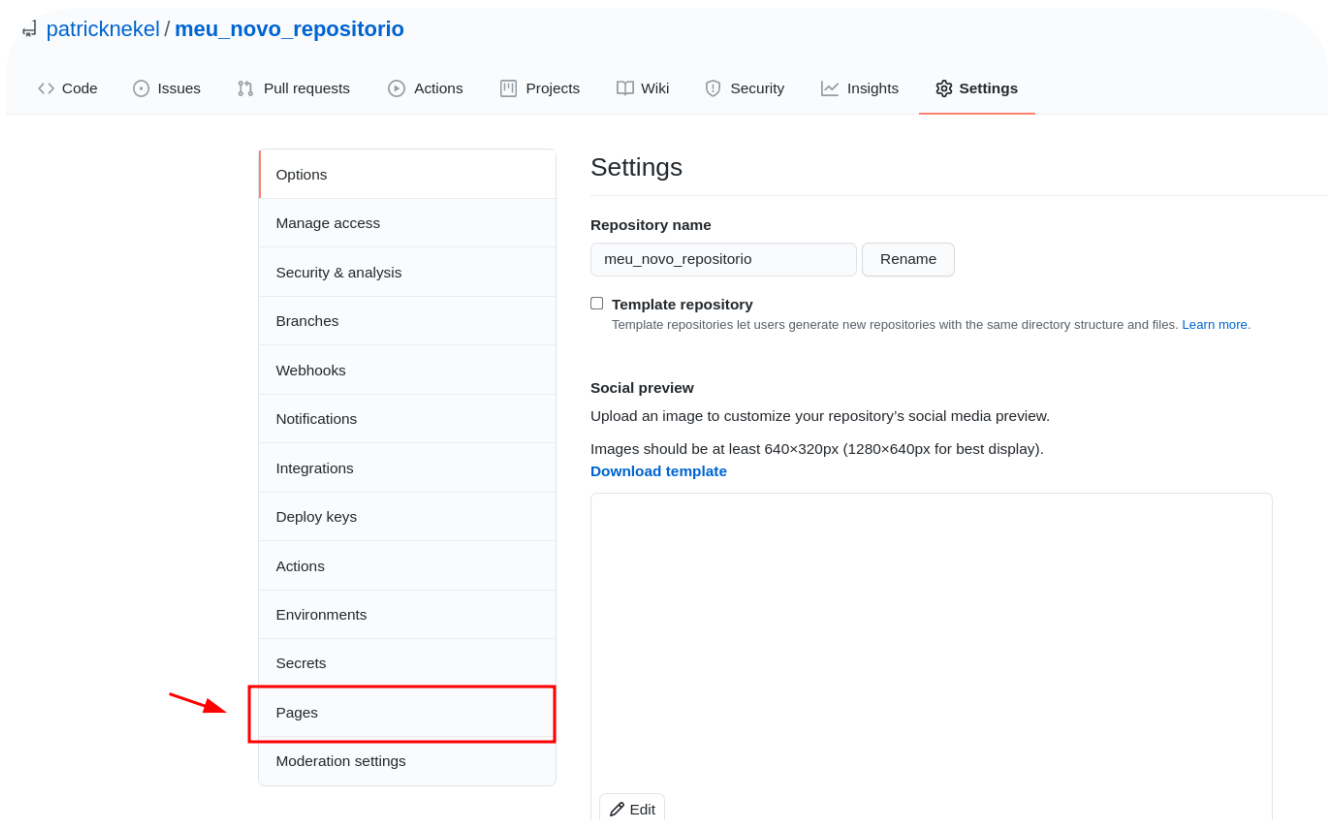 patricknekel / meu_novo_repositorio
Code Issues Pull requests Actions Projects Wiki Security Insights Settings
Options
Manage access
Security & analysis
Branches
Webhooks
Notifications
Integrations
Deploy keys
Actions
Environments
Secrets
Pages
Moderation settings
Settings
Repository name
meu_novo_repositorio Rename
Template repository
Template repositories let users generate new repositories with the same directory structure and files. Learn more.
Social preview
Upload an image to customize your repository’s social media preview.
Images should be at least 640×320px (1280×640px for best display).
Download template
Edit